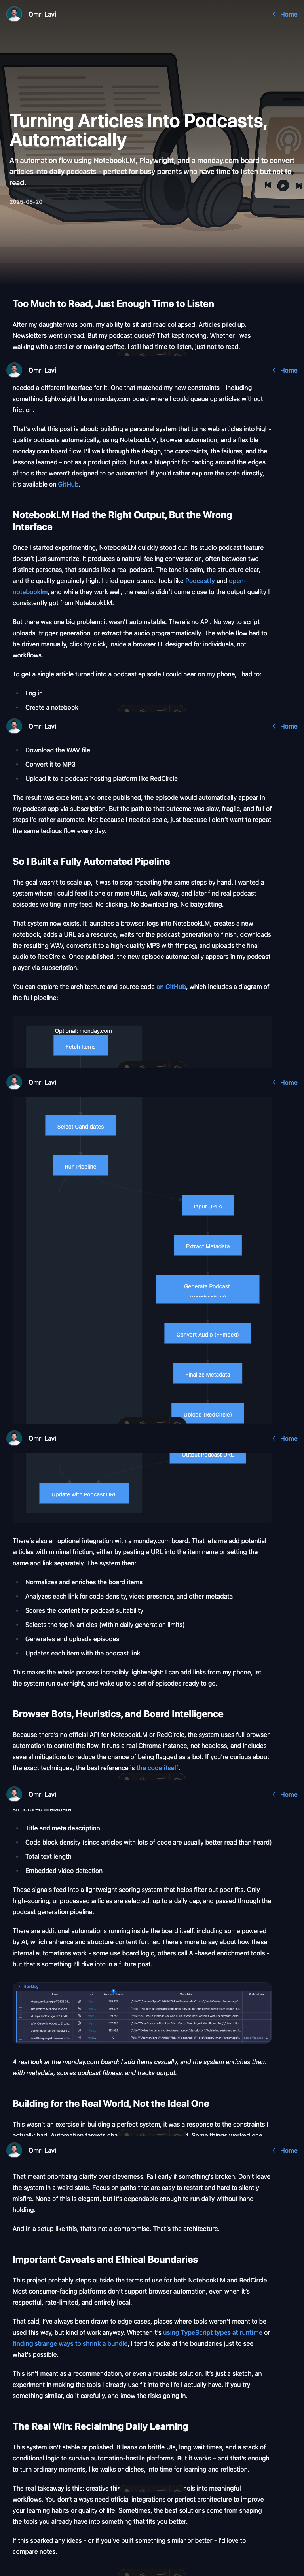 Omri Lavi
Home
Turning Articles Into Podcasts,
Automatically
An automation flow using NotebookLM, Playwright, and a monday.com board to convert
articles into daily podcasts - perfect for busy parents who have time to listen but not to
read.
2025-08-20
Too Much to Read, Just Enough Time to Listen
After my daughter was born, my ability to sit and read collapsed. Articles piled up.
Newsletters went unread. But my podcast queue? That kept moving. Whether I was
walking with a stroller or making coffee, I still had time to listen, just not to read.
Omri Lavi
Home
needed a different interface for it. One that matched my new constraints - including
something lightweight like a monday.com board where I could queue up articles without
friction.
That's what this post is about: building a personal system that turns web articles into high-
quality podcasts automatically, using NotebookLM, browser automation, and a flexible
monday.com board flow. I'll walk through the design, the constraints, the failures, and the
lessons learned - not as a product pitch, but as a blueprint for hacking around the edges
of tools that weren't designed to be automated. If you'd rather explore the code directly,
it's available on GitHub.
NotebookLM Had the Right Output, But the Wrong
Interface
Once I started experimenting, NotebookLM quickly stood out. Its studio podcast feature
doesn't just summarize, it produces a natural-feeling conversation, often between two
distinct personas, that sounds like a real podcast. The tone is calm, the structure clear,
and the quality genuinely high. I tried open-source tools like Podcastfy and open-
notebooklm, and while they work well, the results didn't come close to the output quality I
consistently got from NotebookLM.
But there was one big problem: it wasn't automatable. There's no API. No way to script
uploads, trigger generation, or extract the audio programmatically. The whole flow had to
be driven manually, click by click, inside a browser UI designed for individuals, not
workflows.
To get a single article turned into a podcast episode I could hear on my phone, I had to:
Log in
Create a notebook
Omri Lavi
Home
Download the WAV file
Convert it to MP3
Upload it to a podcast hosting platform like RedCircle
The result was excellent, and once published, the episode would automatically appear in
my podcast app via subscription. But the path to that outcome was slow, fragile, and full of
steps I'd rather automate. Not because I needed scale, just because I didn't want to repeat
the same tedious flow every day.
So I Built a Fully Automated Pipeline
The goal wasn't to scale up, it was to stop repeating the same steps by hand. I wanted a
system where I could feed it one or more URLs, walk away, and later find real podcast
episodes waiting in my feed. No clicking. No downloading. No babysitting.
That system now exists. It launches a browser, logs into NotebookLM, creates a new
notebook, adds a URL as a resource, waits for the podcast generation to finish, downloads
the resulting WAV, converts it to a high-quality MP3 with ffmpeg, and uploads the final
audio to RedCircle. Once published, the new episode automatically appears in my podcast
player via subscription.
You can explore the architecture and source code on GitHub, which includes a diagram of
the full pipeline:
Optional: monday.com
Fetch Items
Omri Lavi
Home
Select Candidates
Run Pipeline
Input URLs
Extract Metadata
Generate Podcast
(NotebookLM)
Convert Audio (FFmpeg)
Finalize Metadata
Upload (RedCircle)
Omri Lavi
Home
Output Podcast URL
Update with Podcast URL
There's also an optional integration with a monday.com board. That lets me add potential
articles with minimal friction, either by pasting a URL into the item name or setting the
name and link separately. The system then:
Normalizes and enriches the board items
Analyzes each link for code density, video presence, and other metadata
Scores the content for podcast suitability
Selects the top N articles (within daily generation limits)
Generates and uploads episodes
Updates each item with the podcast link
This makes the whole process incredibly lightweight: I can add links from my phone, let
the system run overnight, and wake up to a set of episodes ready to go.
Browser Bots, Heuristics, and Board Intelligence
Because there's no official API for NotebookLM or RedCircle, the system uses full browser
automation to control the flow. It runs a real Chrome instance, not headless, and includes
several mitigations to reduce the chance of being flagged as a bot. If you're curious about
the exact techniques, the best reference is the code itself.
Omri Lavi
Home
structured metadata:
Title and meta description
Code block density (since articles with lots of code are usually better read than heard)
Total text length
Embedded video detection
These signals feed into a lightweight scoring system that helps filter out poor fits. Only
high-scoring, unprocessed articles are selected, up to a daily cap, and passed through the
podcast generation pipeline.
There are additional automations running inside the board itself, including some powered
by AI, which enhance and structure content further. There's more to say about how these
internal automations work - some use board logic, others call AI-based enrichment tools -
but that's something I'll dive into in a future post.
A real look at the monday.com board: I add items casually, and the system enriches them
with metadata, scores podcast fitness, and tracks output.
Building for the Real World, Not the Ideal One
This wasn't an exercise in building a perfect system, it was a response to the constraints I
Omri Lavi
Home
That meant prioritizing clarity over cleverness. Fail early if something's broken. Don't leave
the system in a weird state. Focus on paths that are easy to restart and hard to silently
misfire. None of this is elegant, but it's dependable enough to run daily without hand-
holding.
And in a setup like this, that's not a compromise. That's the architecture.
Important Caveats and Ethical Boundaries
This project probably steps outside the terms of use for both NotebookLM and RedCircle.
Most consumer-facing platforms don't support browser automation, even when it's
respectful, rate-limited, and entirely local.
That said, I've always been drawn to edge cases, places where tools weren't meant to be
used this way, but kind of work anyway. Whether it's using TypeScript types at runtime or
finding strange ways to shrink a bundle, I tend to poke at the boundaries just to see
what's possible.
This isn't meant as a recommendation, or even a reusable solution. It's just a sketch, an
experiment in making the tools I already use fit into the life I actually have. If you try
something similar, do it carefully, and know the risks going in.
The Real Win: Reclaiming Daily Learning
This system isn't stable or polished. It leans on brittle UIs, long wait times, and a stack of
conditional logic to survive automation-hostile platforms. But it works – and that's enough
to turn ordinary moments, like walks or dishes, into time for learning and reflection.
The real takeaway is this: creative thi ools into meaningful
workflows. You don't always need official integrations or perfect architecture to improve
your learning habits or quality of life. Sometimes, the best solutions come from shaping
the tools you already have into something that fits you better.
If this sparked any ideas - or if you've built something similar or better - I'd love to
compare notes.